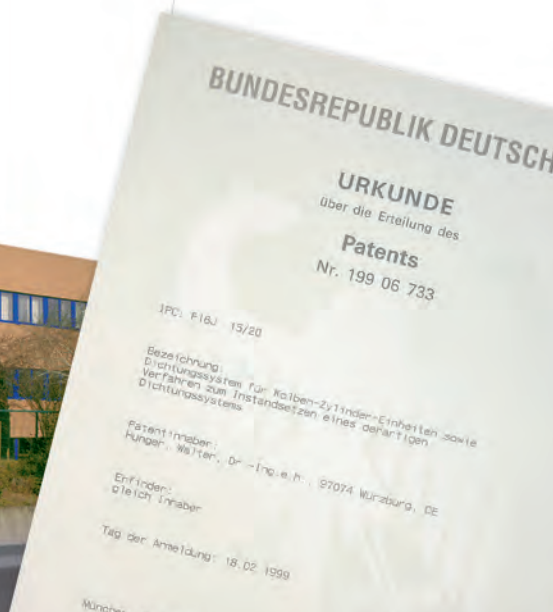 BUNDESREPUBLIK DEUTSCH
URKUNDE
über die Erteilung des
Patents
Nr. 199 06 733
IPC: F16J 15/20
Bezeichnung:
Dichtungssystem für Kolben-Zylinder-Einheiten sowie
Verfahren zum Instandsetzen eines derartigen
Dichtungssystems
Patentinhaber:
Hunger, Walter, Dr.-Ing.e.h., 97074 Würzburg, DE
Erfinder:
gleich Inhaber
Tag der Anmeldung: 18.02.1999
München